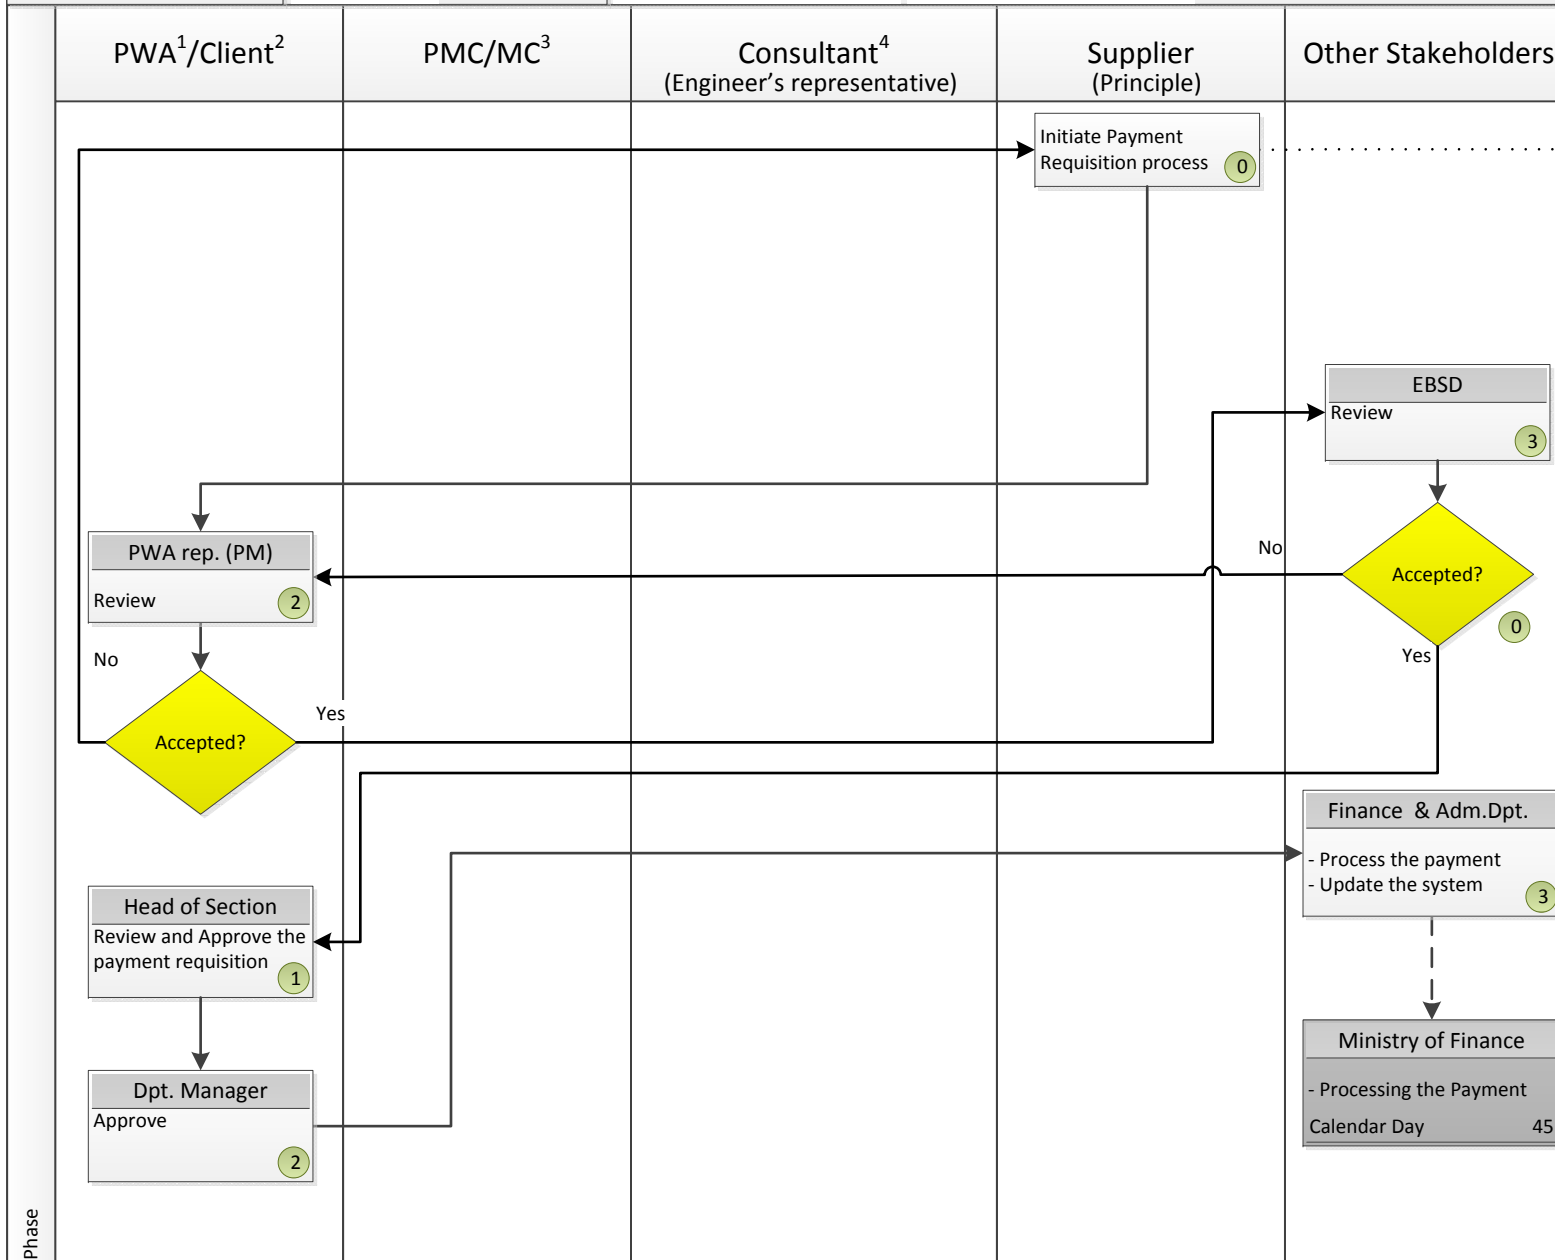 PWA¹/Client²
PMC/MC³
Consultant⁴
(Engineer's representative)
Supplier
(Principle)
Other Stakeholders
Initiate Payment
Requisition process
0
EBSD
Review
3
Accepted?
0
No
Yes
PWA rep. (PM)
Review
2
No
Accepted?
Yes
Finance & Adm.Dpt.
- Process the payment
- Update the system
3
Head of Section
Review and Approve the
payment requisition
1
Ministry of Finance
- Processing the Payment
Calendar Day 45
Dpt. Manager
Approve
2
Phase